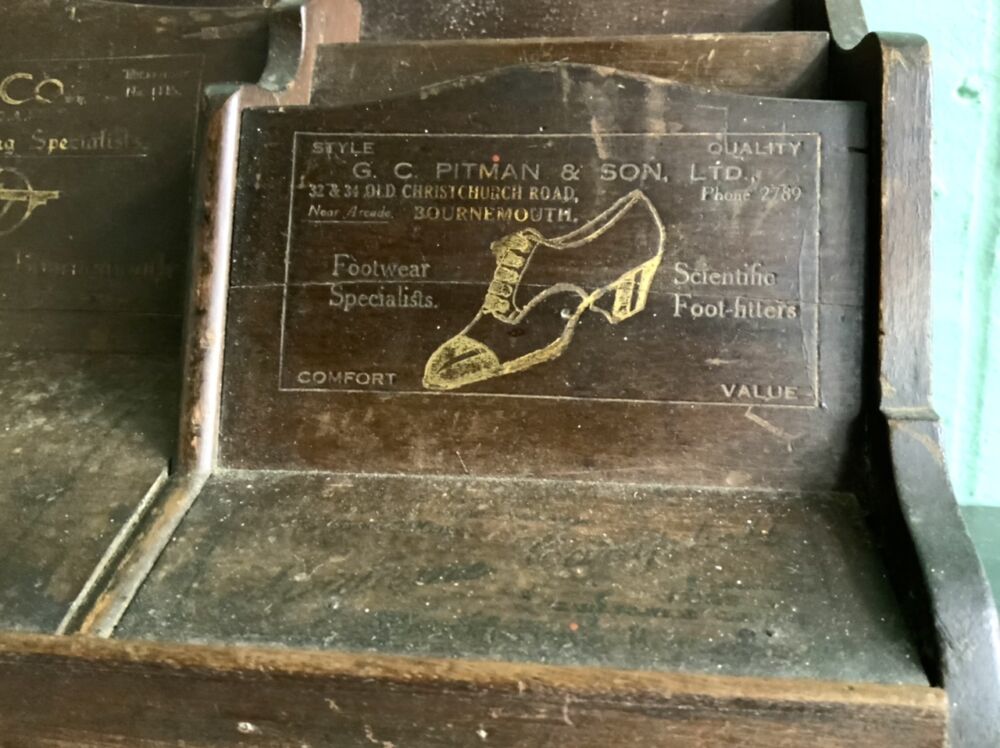 Co.
Specialists.
STYLE QUALITY
G. C. PITMAN & SON, LTD.,
32 & 34 OLD CHRISTCHURCH ROAD, Phone 2789
Near Arcade. BOURNEMOUTH.
Footwear Scientific
Specialists. Foot-fitters
COMFORT VALUE